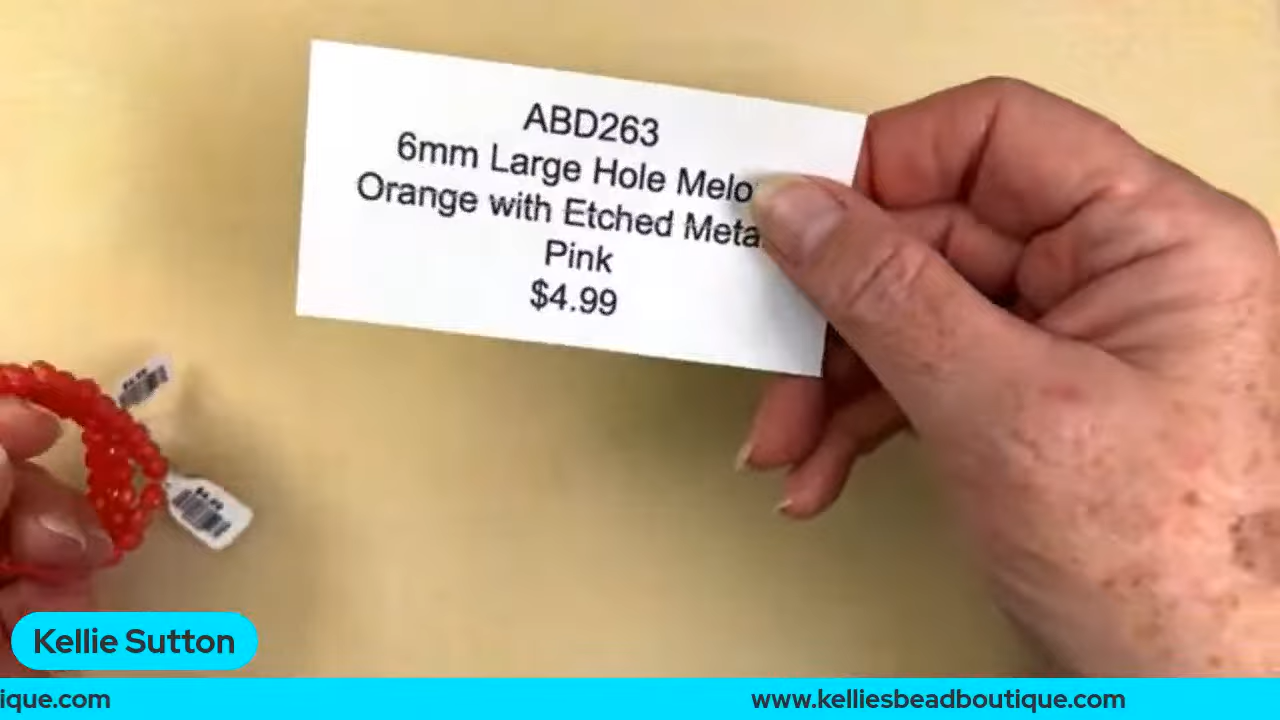 ABD263
6mm Large Hole Melo
Orange with Etched Meta
Pink
$4.99
Kellie Sutton
ique.com
www.kelliesbeadboutique.com